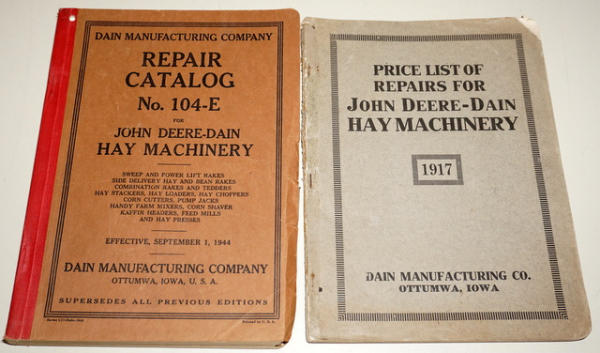 DAIN MANUFACTURING COMPANY
REPAIR
CATALOG
No. 104-E
FOR
JOHN DEERE-DAIN
HAY MACHINERY
SWEEP AND POWER LIFT RAKES
SIDE DELIVERY HAY AND BEAN RAKES
COMBINATION RAKES AND TEDDERS
HAY STACKERS, HAY LOADERS, HAY CHOPPERS
CORN CUTTERS, PUMP JACKS
HANDY FARM MIXERS, CORN SHAVER
KAFFIR HEADERS, FEED MILLS
AND HAY PRESSES
EFFECTIVE, SEPTEMBER 1, 1944
DAIN MANUFACTURING COMPANY
OTTUMWA, IOWA, U. S. A.
SUPERSEDES ALL PREVIOUS EDITIONS
PRICE LIST OF
REPAIRS FOR
JOHN DEERE-DAIN
HAY MACHINERY
1917
DAIN MANUFACTURING CO.
OTTUMWA, IOWA